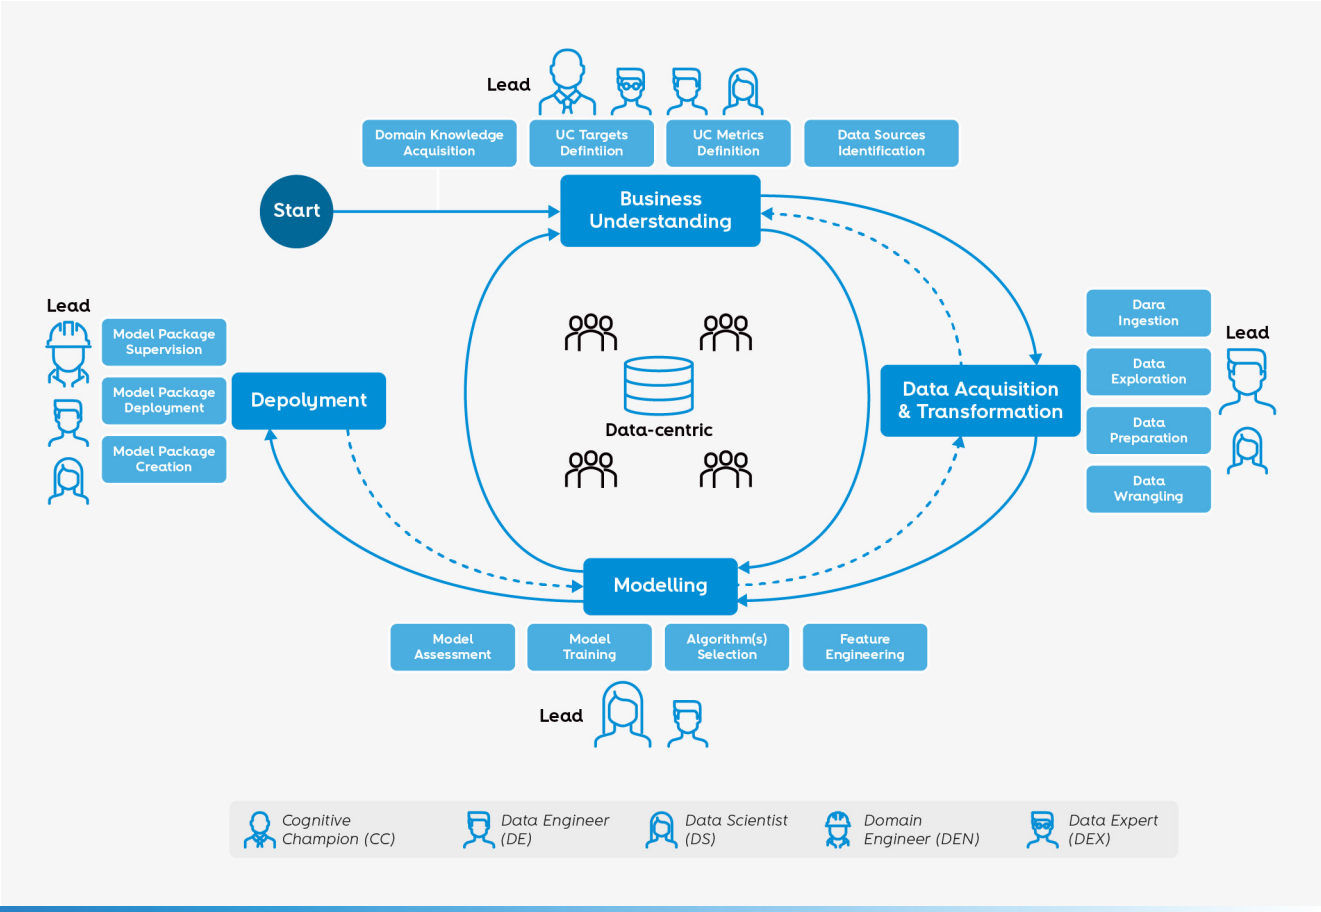 Lead
Domain Knowledge
Acquisition
UC Targets
Defintiion
UC Metrics
Definition
Data Sources
Identification
Start
Business
Understanding
Lead
Model Package
Supervision
Model Package
Deployment
Model Package
Creation
Depolyment
Data-centric
Data Acquisition
& Transformation
Dara
Ingestion
Data
Exploration
Data
Preparation
Data
Wrangling
Lead
Modelling
Model
Assessment
Model
Training
Algorithm(s)
Selection
Feature
Engineering
Lead
Cognitive
Champion (CC)
Data Engineer
(DE)
Data Scientist
(DS)
Domain
Engineer (DEN)
Data Expert
(DEX)